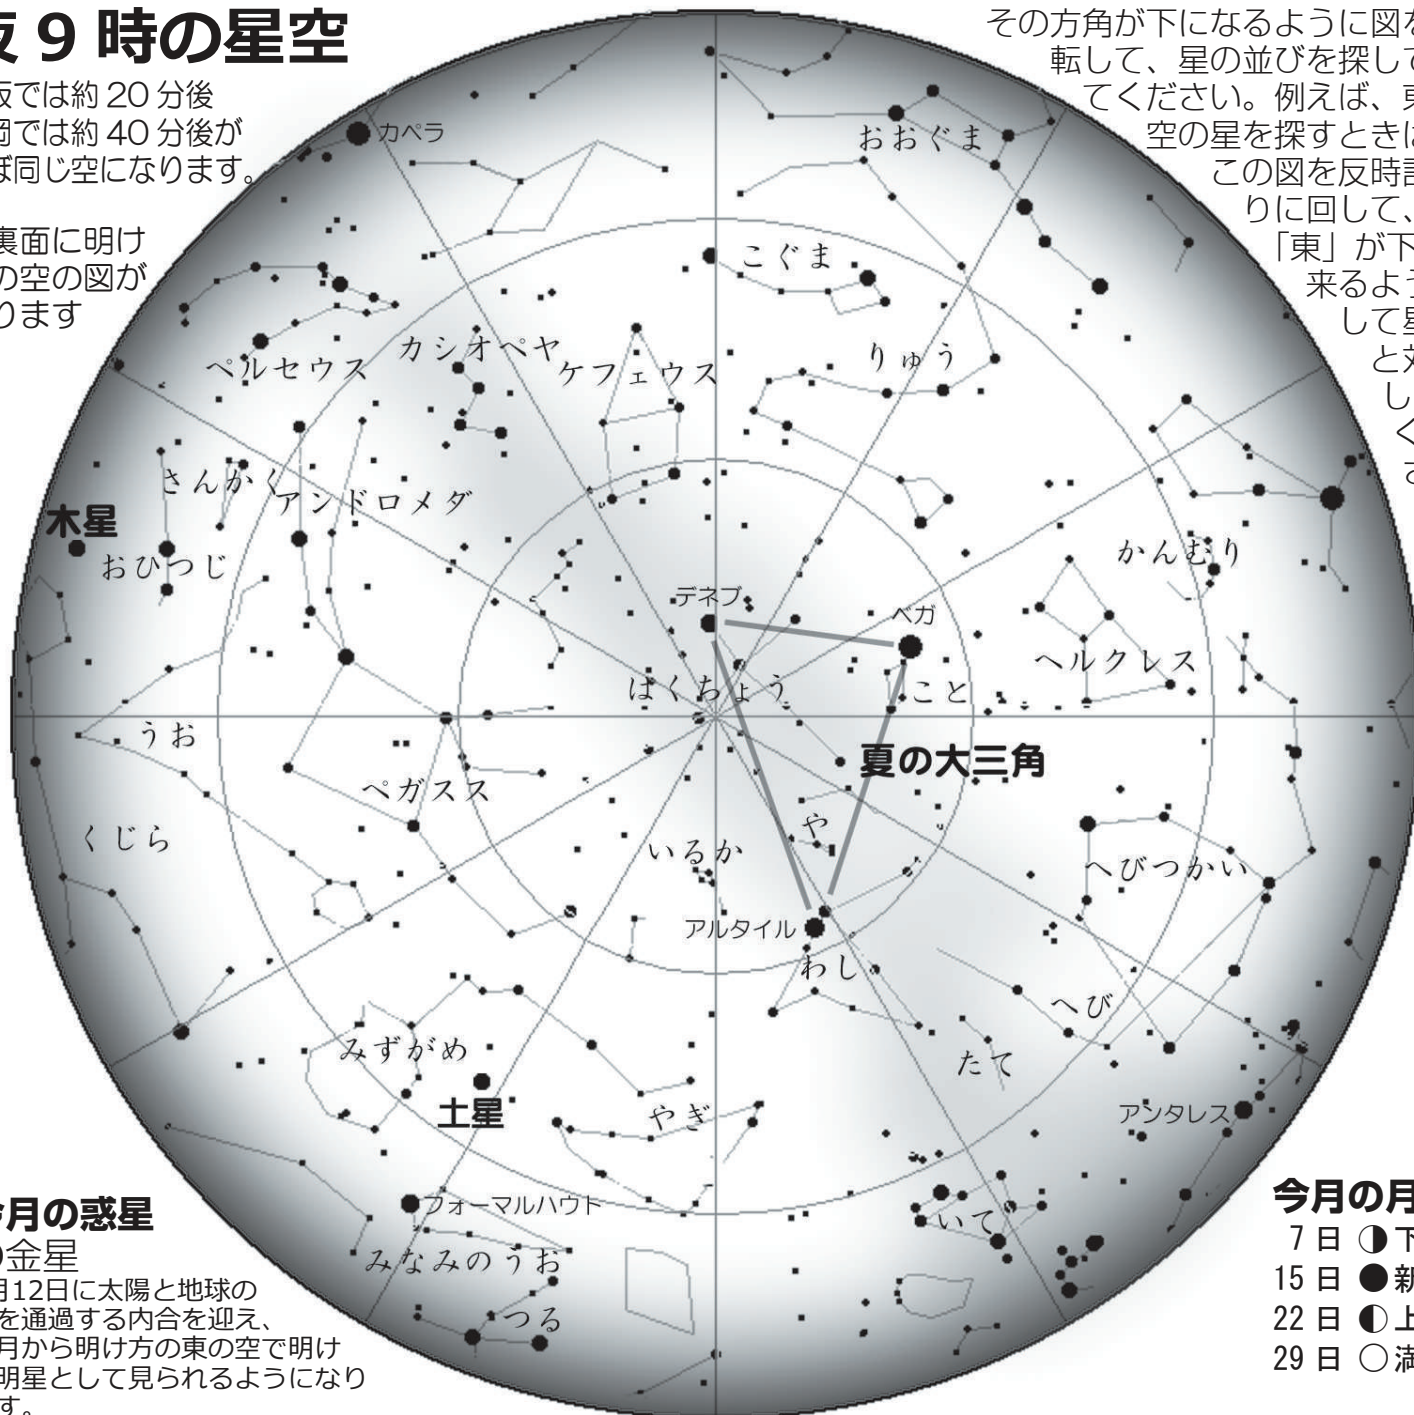 夜９時の星空
阪では約 20 分後
岡では約 40 分後が
ぼ同じ空になります。
裏面に明け
の空の図が
ります
その方角が下になるように図を
転して、星の並びを探して
てください。例えば、東
空の星を探すときは
この図を反時計
りに回して、
「東」が下
来るよう
して星
と対
し
く
カペラ
おおぐま
こぐま
ペルセウス
カシオペヤ
ケフェウス
りゅう
さんかく
アンドロメダ
木星
おひつじ
かんむり
デネブ
ベガ
ヘルクレス
はくちょう
こと
うお
夏の大三角
ペガスス
くじら
や
いるか
へびつかい
アルタイル
わし
へび
みずがめ
たて
土星
やぎ
アンタレス
フォーマルハウト
いて
みなみのうお
つる
今月の惑星
の金星
月12日に太陽と地球の
を通過する内合を迎え、
月から明け方の東の空で明け
明星として見られるようになり
す。
今月の月
7 日 ◑下
15 日 ●新
22 日 ◐上
29 日 ○満